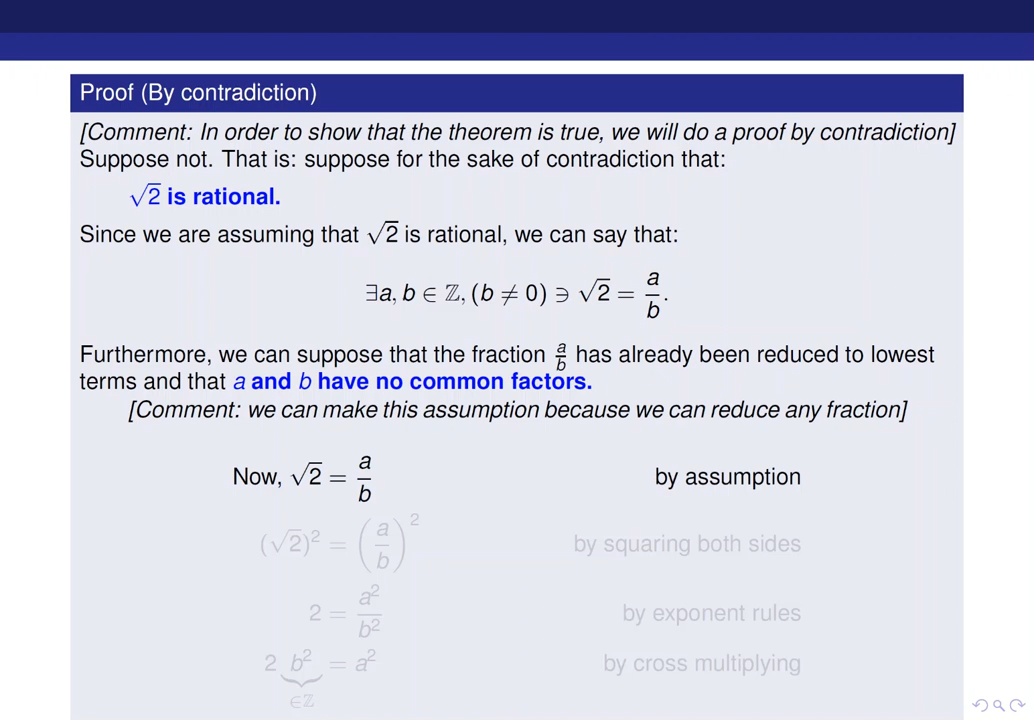 Proof (By contradiction)
[Comment: In order to show that the theorem is true, we will do a proof by contradiction]
Suppose not. That is: suppose for the sake of contradiction that:
√2 is rational.
Since we are assuming that √2 is rational, we can say that:
∃a, b ∈ ℤ, (b ≠ 0) ∋ √2 = a/b.
Furthermore, we can suppose that the fraction a/b has already been reduced to lowest
terms and that a and b have no common factors.
[Comment: we can make this assumption because we can reduce any fraction]
Now, √2 = a/b by assumption
(√2)² = (a/b)² by squaring both sides
2 = a²/b² by exponent rules
2 b² = a² by cross multiplying
∈ℤ